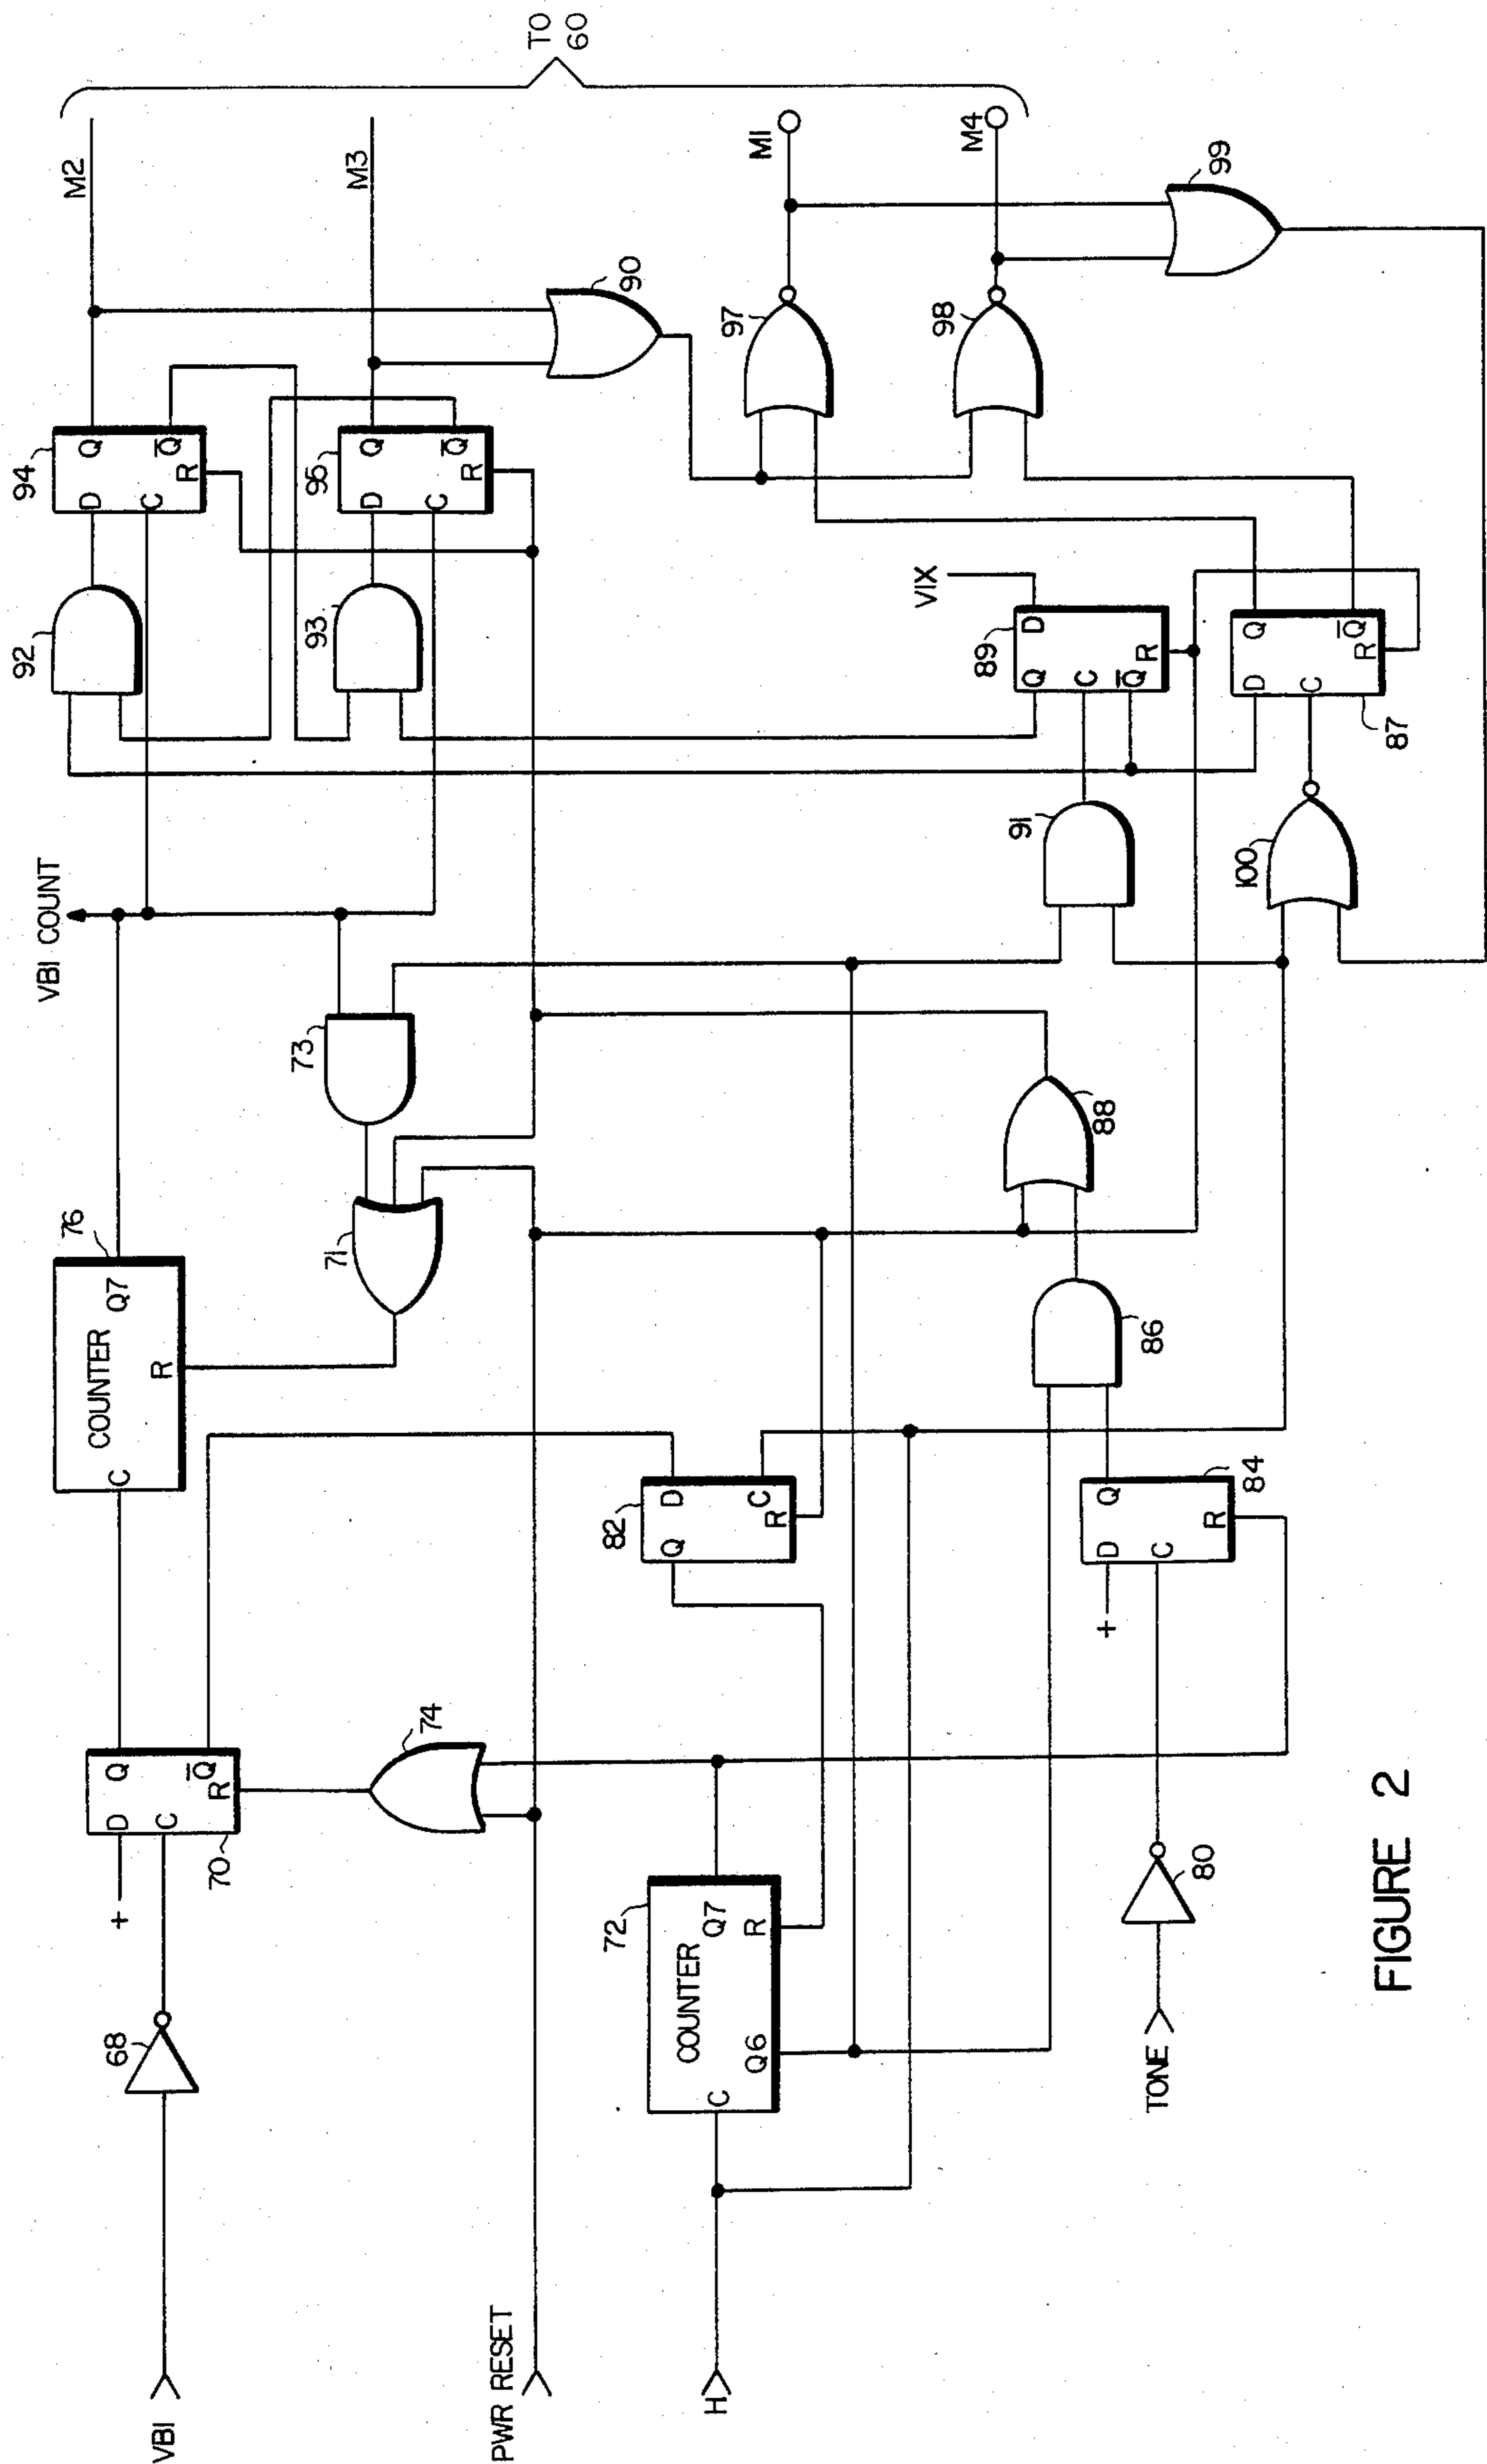 VBI
68
+
D
C
Q
Q̅
R
70
74
C
COUNTER
Q7
R
76
71
73
VBI COUNT
92
D
C
Q
Q̅
R
94
M2
93
D
C
Q
Q̅
R
95
M3
90
TO
60
PWR RESET
H
C
COUNTER
Q6
Q7
R
72
82
Q
D
C
R
TONE
80
+
D
C
Q
R
84
86
88
91
100
VIX
89
Q
C
Q̅
D
R
D
C
Q
Q̅
R
87
97
98
M1
M4
99
FIGURE 2